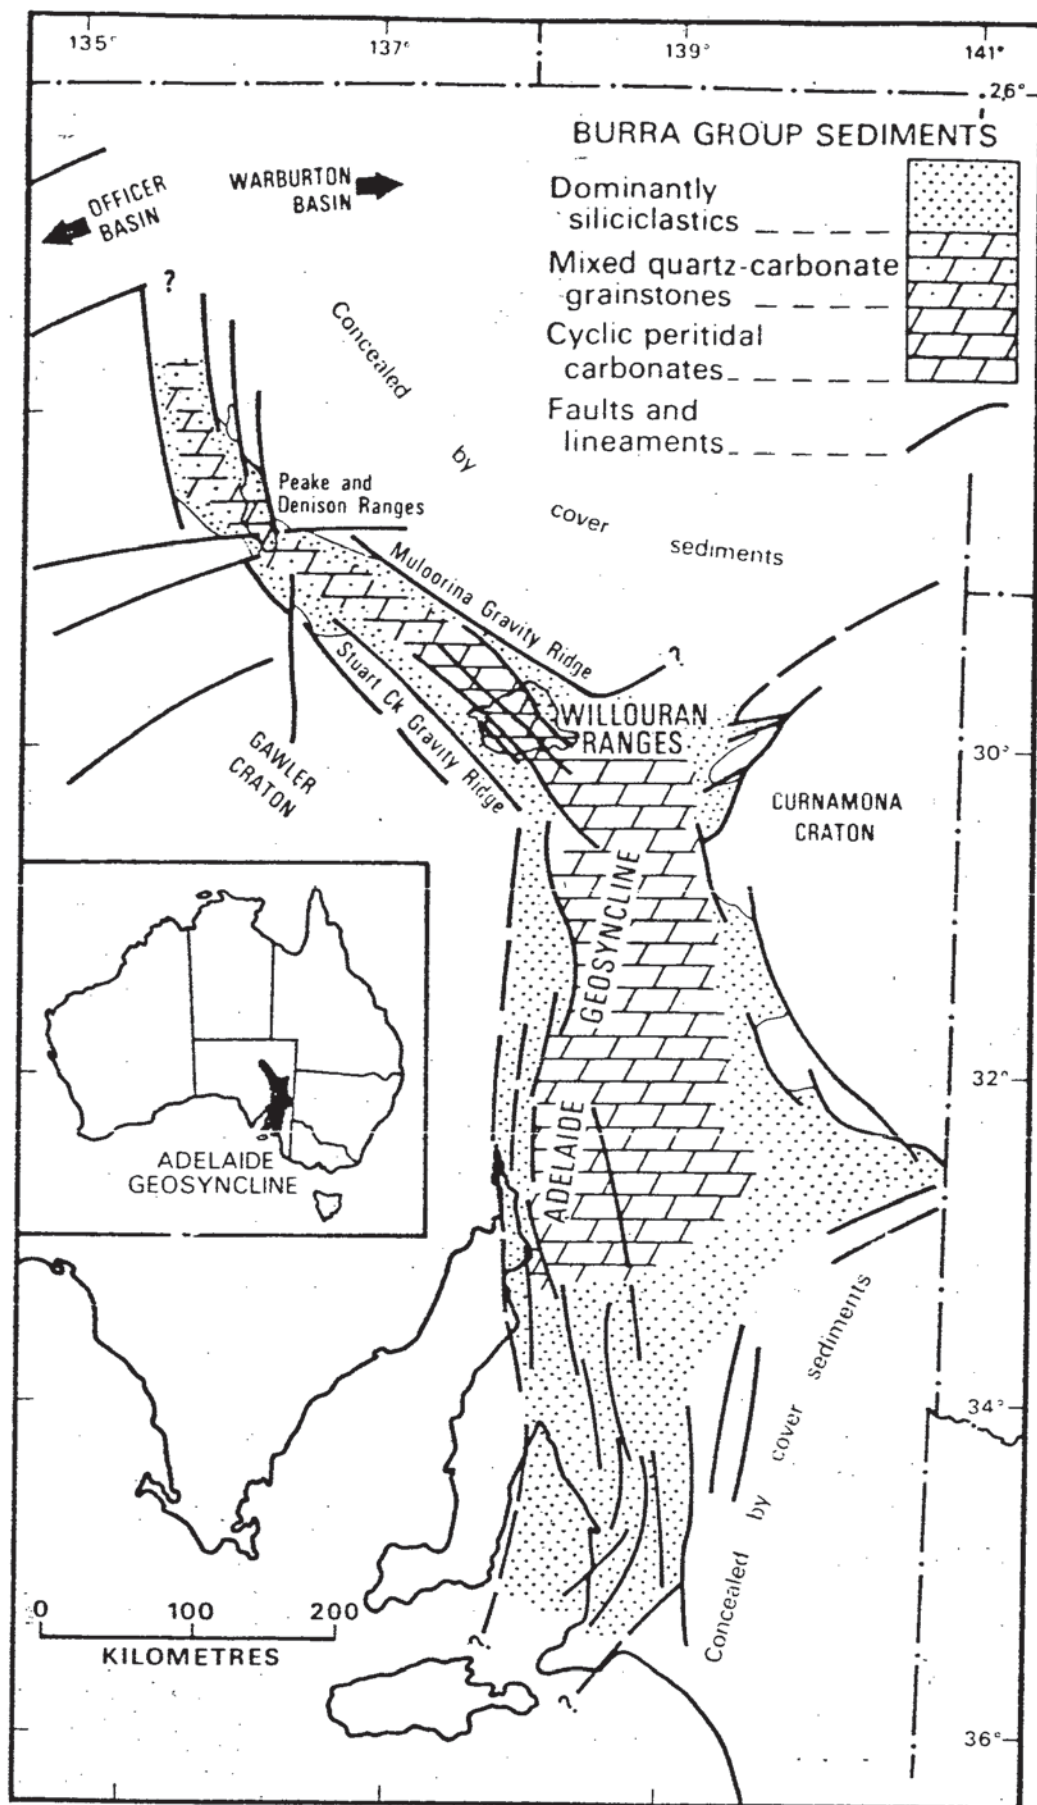 135°
137°
139°
141°
26°
BURRA GROUP SEDIMENTS
Dominantly
siliciclastics
Mixed quartz-carbonate
grainstones
Cyclic peritidal
carbonates
Faults and
lineaments
OFFICER
BASIN
WARBURTON
BASIN
?
Concealed
by
cover
sediments
Peake and
Denison Ranges
Muloorina Gravity Ridge
?
Stuart Ck Gravity Ridge
WILLOURAN
RANGES
GAWLER
CRATON
30°
CURNAMONA
CRATON
ADELAIDE GEOSYNCLINE
32°
ADELAIDE
GEOSYNCLINE
Concealed by cover sediments
34°
0 100 200
KILOMETRES
?
?
36°